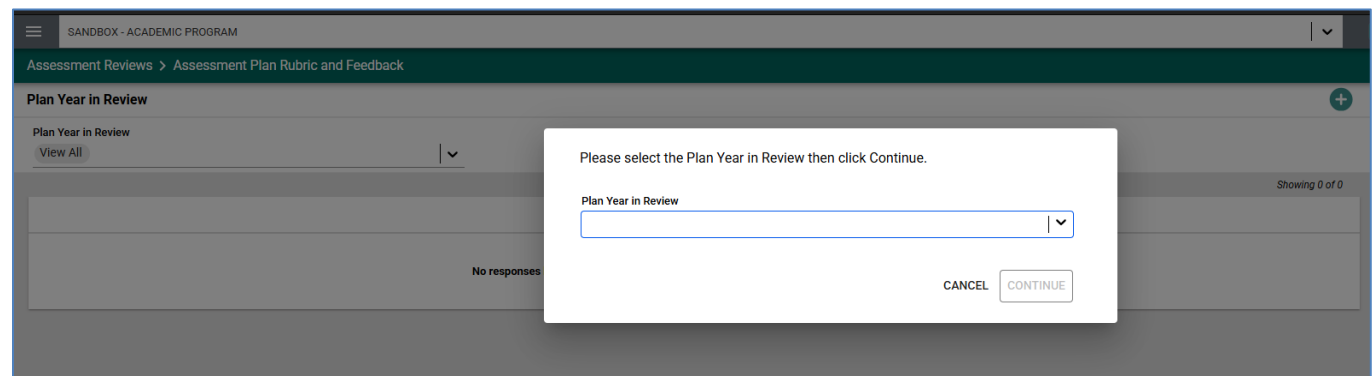 SANDBOX - ACADEMIC PROGRAM
Assessment Reviews > Assessment Plan Rubric and Feedback
Plan Year in Review
Plan Year in Review
View All
Please select the Plan Year in Review then click Continue.
Showing 0 of 0
Plan Year in Review
No responses
CANCEL CONTINUE